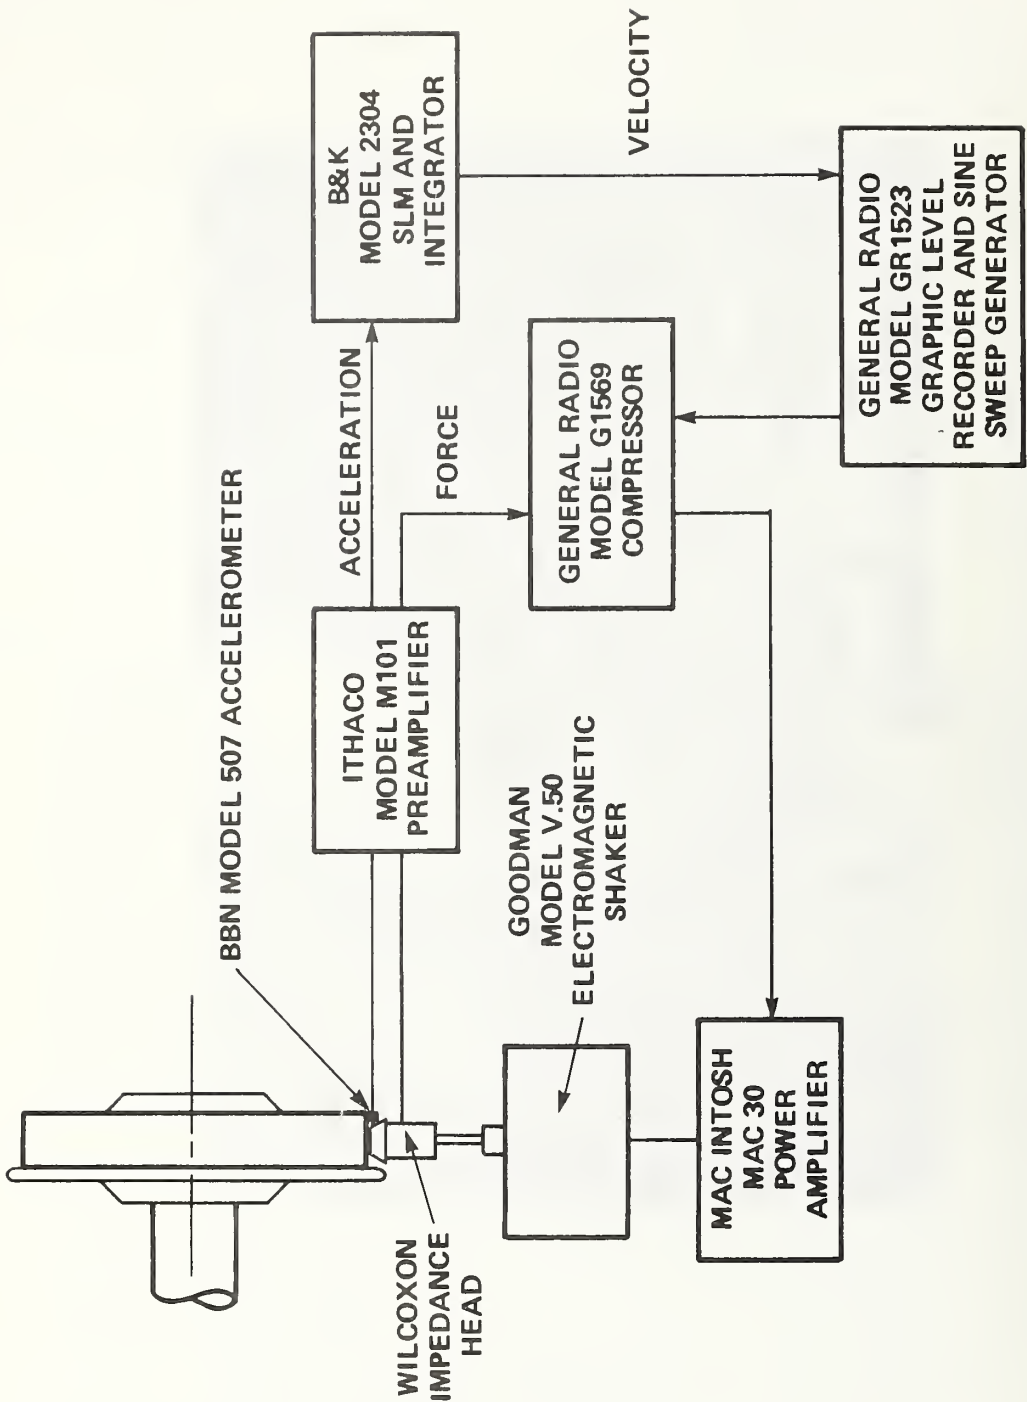 BBN MODEL 507 ACCELEROMETER
ITHACO
MODEL M101
PREAMPLIFIER
ACCELERATION
FORCE
B&K
MODEL 2304
SLM AND
INTEGRATOR
VELOCITY
WILCOXON
IMPEDANCE
HEAD
GOODMAN
MODEL V.50
ELECTROMAGNETIC
SHAKER
GENERAL RADIO
MODEL G1569
COMPRESSOR
MAC INTOSH
MAC 30
POWER
AMPLIFIER
GENERAL RADIO
MODEL GR1523
GRAPHIC LEVEL
RECORDER AND SINE
SWEEP GENERATOR